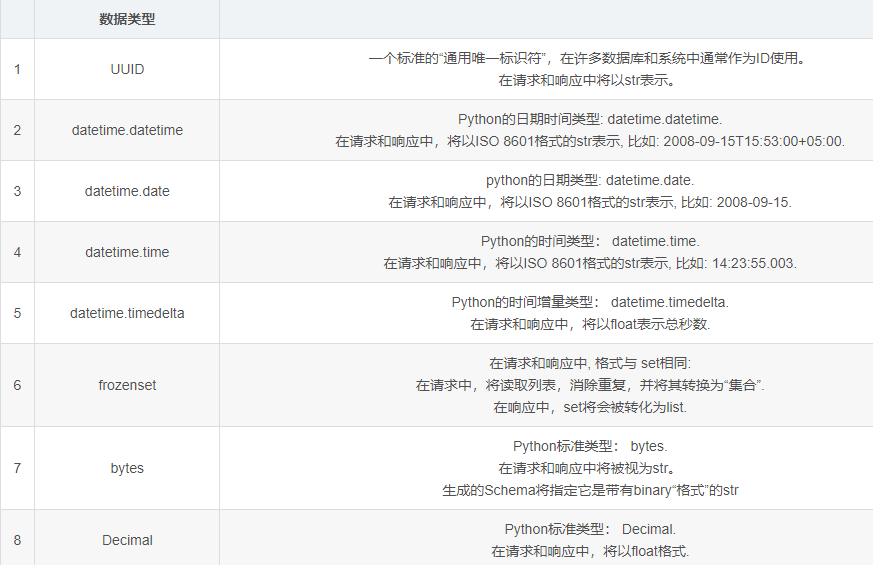 数据类型
1
UUID
一个标准的“通用唯一标识符”，在许多数据库和系统中通常作为ID使用。
在请求和响应中将以str表示。
2
datetime.datetime
Python的日期时间类型: datetime.datetime.
在请求和响应中，将以ISO 8601格式的str表示, 比如: 2008-09-15T15:53:00+05:00.
3
datetime.date
python的日期类型: datetime.date.
在请求和响应中，将以ISO 8601格式的str表示, 比如: 2008-09-15.
4
datetime.time
Python的时间类型： datetime.time.
在请求和响应中，将以ISO 8601格式的str表示, 比如: 14:23:55.003.
5
datetime.timedelta
Python的时间增量类型： datetime.timedelta.
在请求和响应中，将以float表示总秒数.
6
frozenset
在请求和响应中, 格式与 set相同:
在请求中，将读取列表，消除重复，并将其转换为“集合”.
在响应中，set将会被转化为list.
7
bytes
Python标准类型： bytes.
在请求和响应中将被视为str。
生成的Schema将指定它是带有binary“格式”的str
8
Decimal
Python标准类型： Decimal.
在请求和响应中，将以float格式.